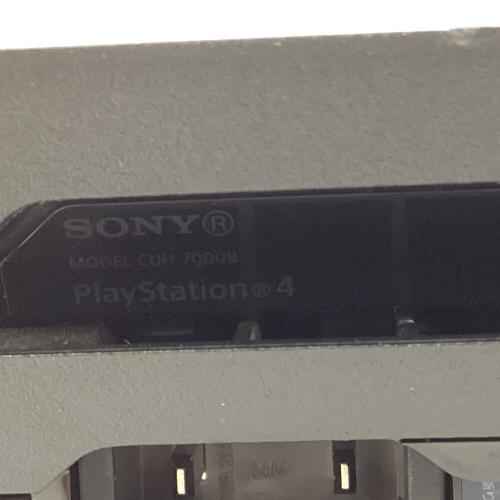 SONY®
MODEL CUH-7000B
PlayStation®4